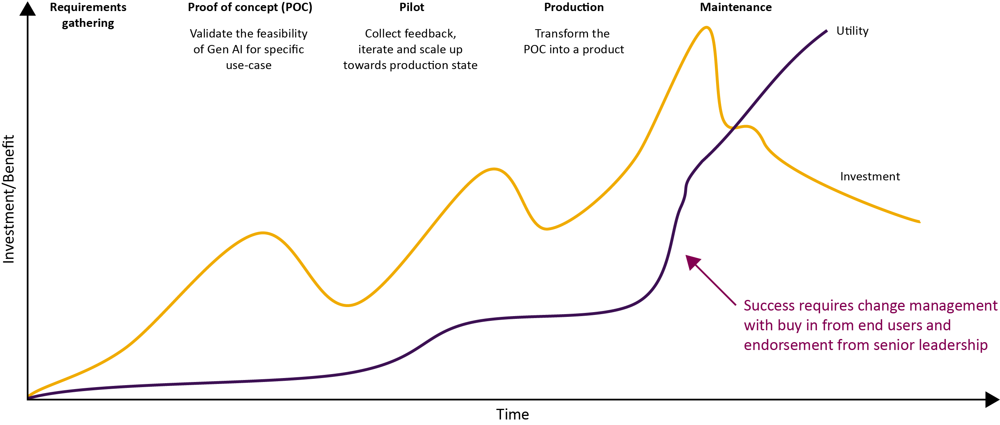 Requirements
gathering
Proof of concept (POC)
Validate the feasibility
of Gen AI for specific
use-case
Pilot
Collect feedback,
iterate and scale up
towards production state
Production
Transform the
POC into a product
Maintenance
Utility
Investment
Success requires change management
with buy in from end users and
endorsement from senior leadership
Investment/Benefit
Time